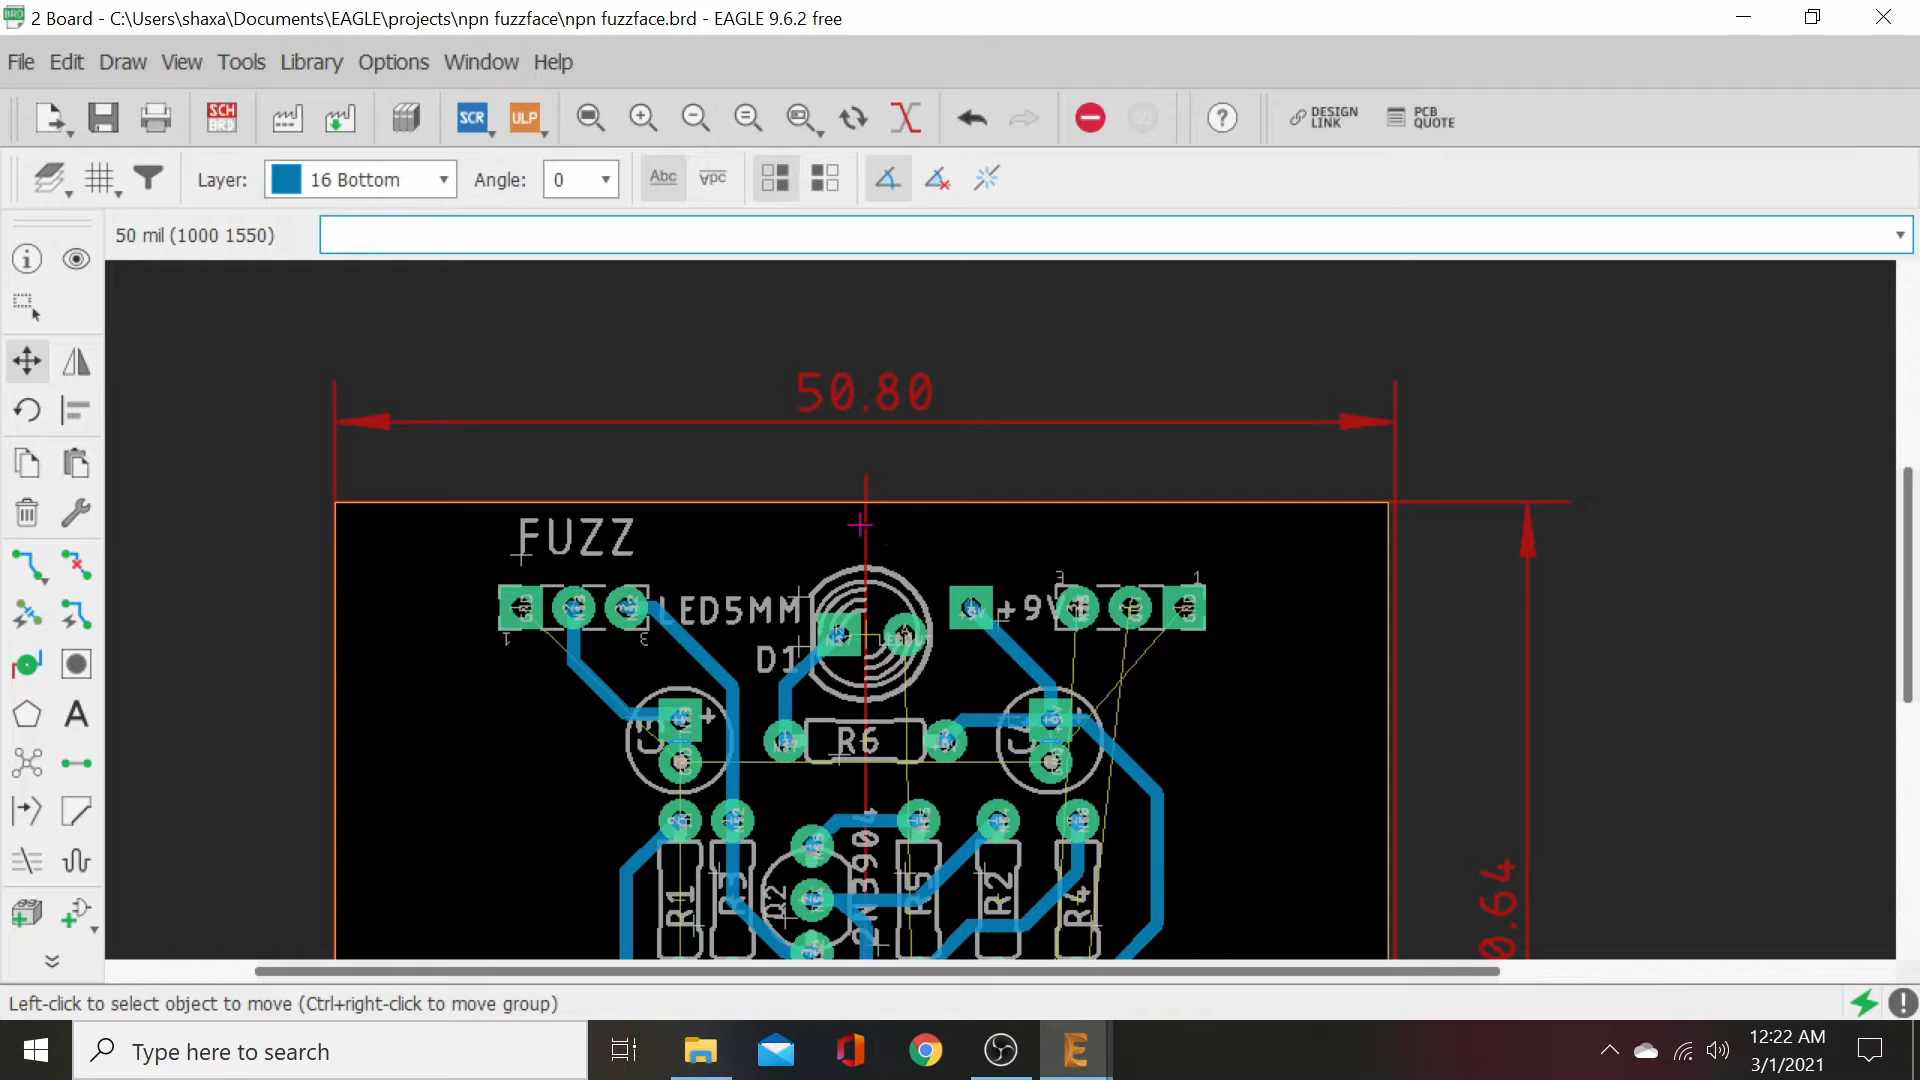 2 Board - C:\Users\shaxa\Documents\EAGLE\projects\npn fuzzface\npn fuzzface.brd - EAGLE 9.6.2 free
File Edit Draw View Tools Library Options Window Help
SCH BRD SCR ULP DESIGN LINK PCB QUOTE
Layer: 16 Bottom Angle: 0 Abc
50 mil (1000 1550)
50.80
FUZZ
LED5MM +9V 3 1
1 3 D1
R6
R1 R3 R5 R2 R4
0.64
Left-click to select object to move (Ctrl+right-click to move group)
Type here to search
12:22 AM
3/1/2021